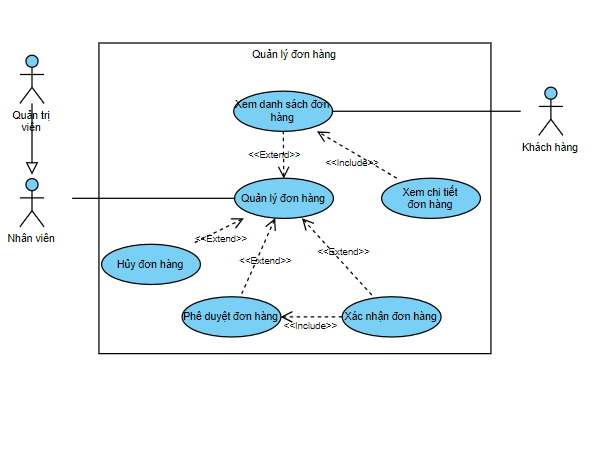 Quản lý đơn hàng
Quản trị
viên
Xem danh sách đơn
hàng
Khách hàng
<<Extend>>
<<Include>>
Nhân viên
Quản lý đơn hàng
Xem chi tiết
đơn hàng
<<Extend>>
Hủy đơn hàng
<<Extend>>
<<Extend>>
Phê duyệt đơn hàng
<<Include>>
Xác nhận đơn hàng